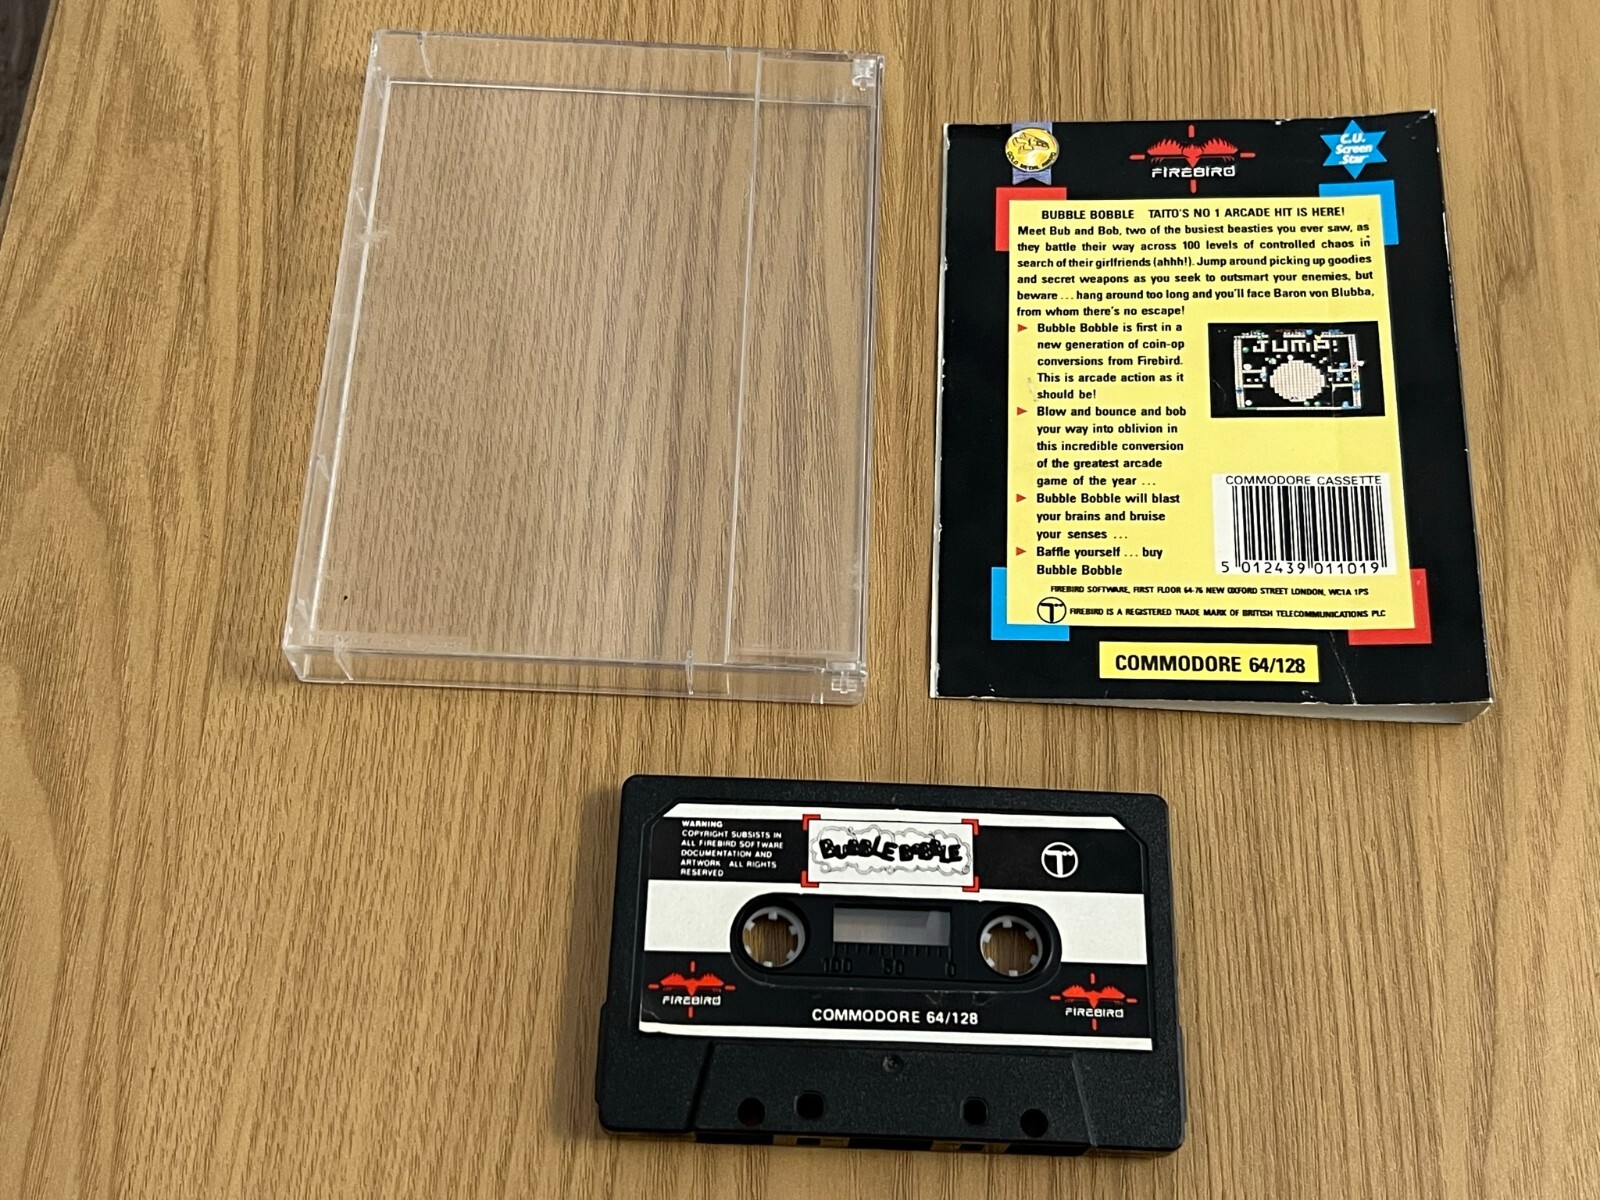 GOLD MEDAL AWARD
FIREBIRD
C.U.
Screen
Star
BUBBLE BOBBLE TAITO'S NO 1 ARCADE HIT IS HERE!
Meet Bub and Bob, two of the busiest beasties you ever saw, as
they battle their way across 100 levels of controlled chaos in
search of their girlfriends (ahhh!). Jump around picking up goodies
and secret weapons as you seek to outsmart your enemies, but
beware ... hang around too long and you'll face Baron von Blubba,
from whom there's no escape!
Bubble Bobble is first in a
new generation of coin-op
conversions from Firebird.
This is arcade action as it
should be!
Blow and bounce and bob
your way into oblivion in
this incredible conversion
of the greatest arcade
game of the year ...
Bubble Bobble will blast
your brains and bruise
your senses ...
Baffle yourself ... buy
Bubble Bobble
JUMP!
COMMODORE CASSETTE
5 012439 011019
FIREBIRD SOFTWARE, FIRST FLOOR 64-76 NEW OXFORD STREET LONDON, WC1A 1PS
T FIREBIRD IS A REGISTERED TRADE MARK OF BRITISH TELECOMMUNICATIONS PLC
COMMODORE 64/128
WARNING
COPYRIGHT SUBSISTS IN
ALL FIREBIRD SOFTWARE
DOCUMENTATION AND
ARTWORK ALL RIGHTS
RESERVED
BUBBLE BOBBLE
T
100 50 0
FIREBIRD
FIREBIRD
COMMODORE 64/128